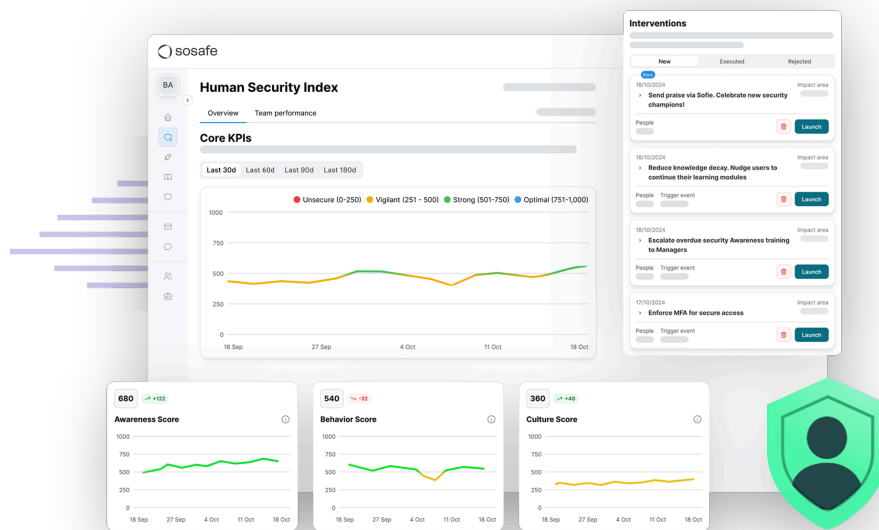 sosafe
BA
Human Security Index
Overview Team performance
Core KPIs
Last 30d Last 60d Last 90d Last 180d
Unsecure (0-250) Vigilant (251 - 500) Strong (501-750) Optimal (751-1,000)
1000
750
500
250
0
18 Sep 27 Sep 4 Oct 11 Oct 18 Oct
Interventions
New Executed Rejected
New
18/10/2024 Impact area
Send praise via Sofie. Celebrate new security
champions!
People
Launch
18/10/2024 Impact area
Reduce knowledge decay. Nudge users to
continue their learning modules
People Trigger event
Launch
18/10/2024 Impact area
Escalate overdue security Awareness training
to Managers
People Trigger event
Launch
17/10/2024 Impact area
Enforce MFA for secure access
People Trigger event
Launch
680 +122
Awareness Score
1000
750
500
250
0
18 Sep 27 Sep 4 Oct 11 Oct 18 Oct
540 -32
Behavior Score
1000
750
500
250
0
18 Sep 27 Sep 4 Oct 11 Oct 18 Oct
360 +40
Culture Score
1000
750
500
250
0
18 Sep 27 Sep 4 Oct 11 Oct 18 Oct